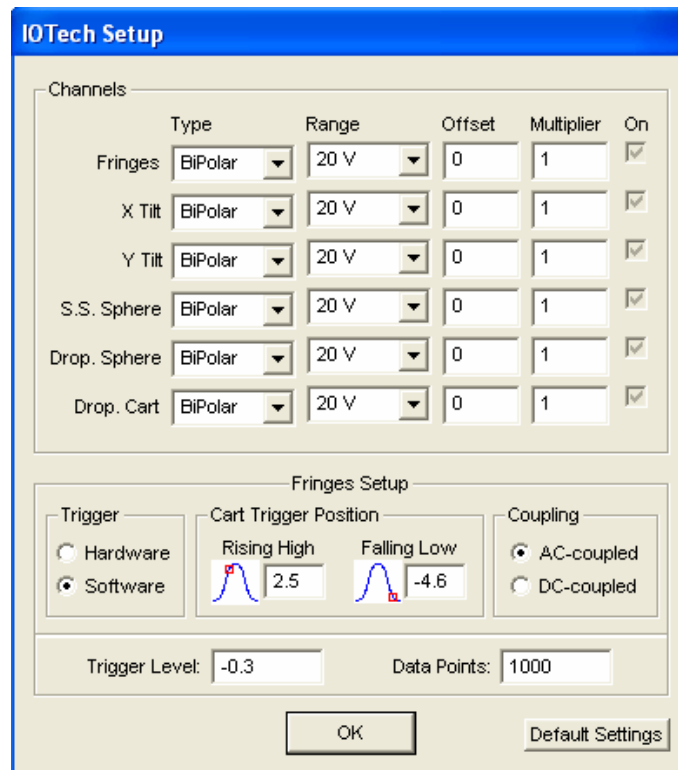 IOTech Setup
Channels
Type Range Offset Multiplier On
Fringes BiPolar 20 V 0 1
X Tilt BiPolar 20 V 0 1
Y Tilt BiPolar 20 V 0 1
S.S. Sphere BiPolar 20 V 0 1
Drop. Sphere BiPolar 20 V 0 1
Drop. Cart BiPolar 20 V 0 1
Fringes Setup
Trigger Cart Trigger Position Coupling
Hardware Rising High Falling Low AC-coupled
Software 2.5 -4.6 DC-coupled
Trigger Level: -0.3 Data Points: 1000
OK Default Settings